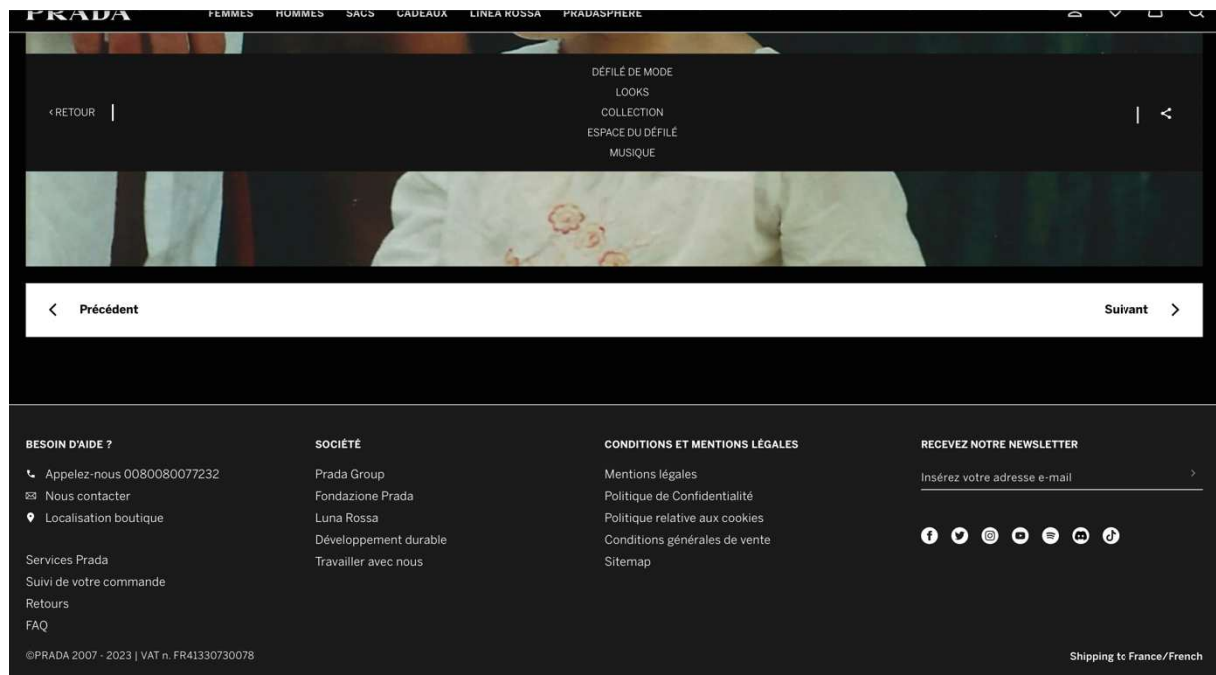 PRADA FEMMES HOMMES SACS CADEAUX LINEA ROSSA PRADASPHERE
DÉFILÉ DE MODE
LOOKS
< RETOUR
COLLECTION
ESPACE DU DÉFILÉ
MUSIQUE
Précédent
Suivant
BESOIN D'AIDE ?
Appelez-nous 0080080077232
Nous contacter
Localisation boutique
Services Prada
Suivi de votre commande
Retours
FAQ
SOCIÉTÉ
Prada Group
Fondazione Prada
Luna Rossa
Développement durable
Travailler avec nous
CONDITIONS ET MENTIONS LÉGALES
Mentions légales
Politique de Confidentialité
Politique relative aux cookies
Conditions générales de vente
Sitemap
RECEVEZ NOTRE NEWSLETTER
Insérez votre adresse e-mail
©PRADA 2007 - 2023 | VAT n. FR41330730078
Shipping to France/French